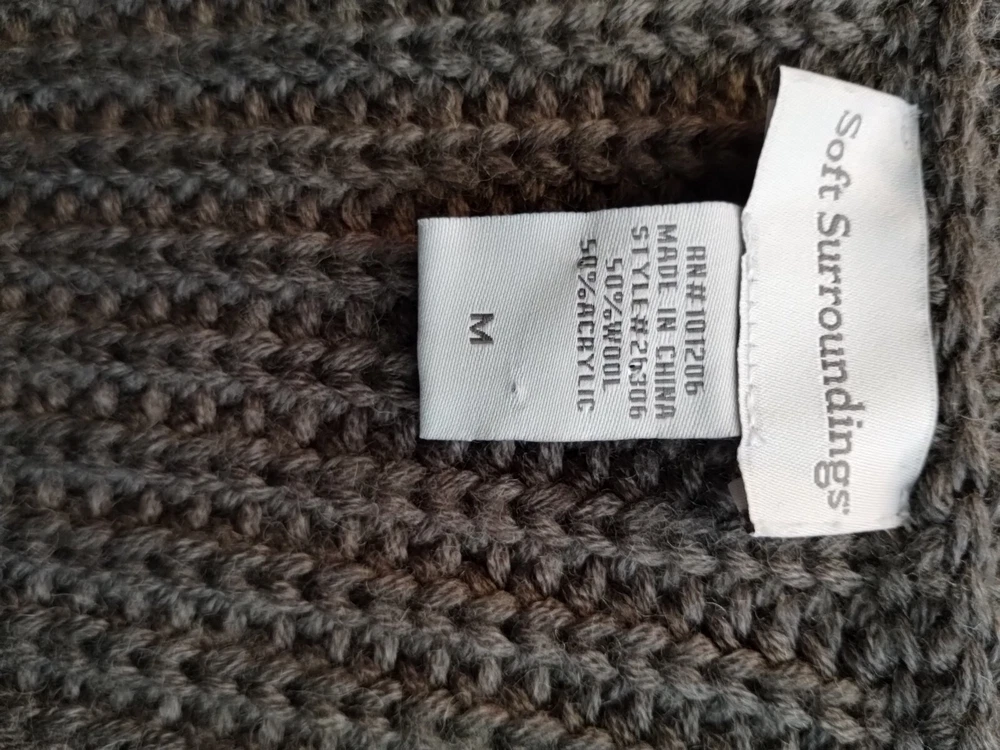 Soft Surroundings®
RN#101206
MADE IN CHINA
STYLE#26306
50%WOOL
50%ACRYLIC
M